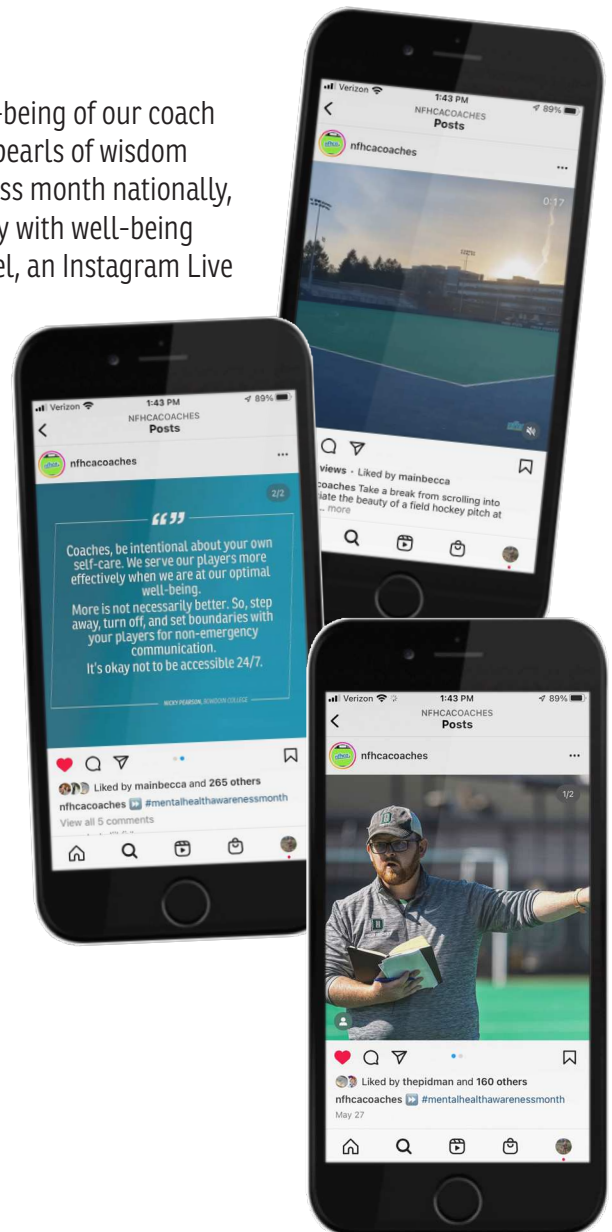 -being of our coach
pearls of wisdom
ss month nationally,
y with well-being
el, an Instagram Live
Verizon
1:43 PM
89%
NFHCACOACHES
Posts
nfhcacoaches
0:17
views · Liked by mainbecca
coaches Take a break from scrolling into
iate the beauty of a field hockey pitch at
... more
Verizon
1:43 PM
89%
NFHCACOACHES
Posts
nfhcacoaches
2/2
Coaches, be intentional about your own
self-care. We serve our players more
effectively when we are at our optimal
well-being.
More is not necessarily better. So, step
away, turn off, and set boundaries with
your players for non-emergency
communication.
It's okay not to be accessible 24/7.
NICKY PEARSON, BOWDOIN COLLEGE
Liked by mainbecca and 265 others
nfhcacoaches #mentalhealthawarenessmonth
View all 5 comments
Verizon
1:43 PM
89%
NFHCACOACHES
Posts
nfhcacoaches
1/2
D
Liked by thepidman and 160 others
nfhcacoaches #mentalhealthawarenessmonth
May 27